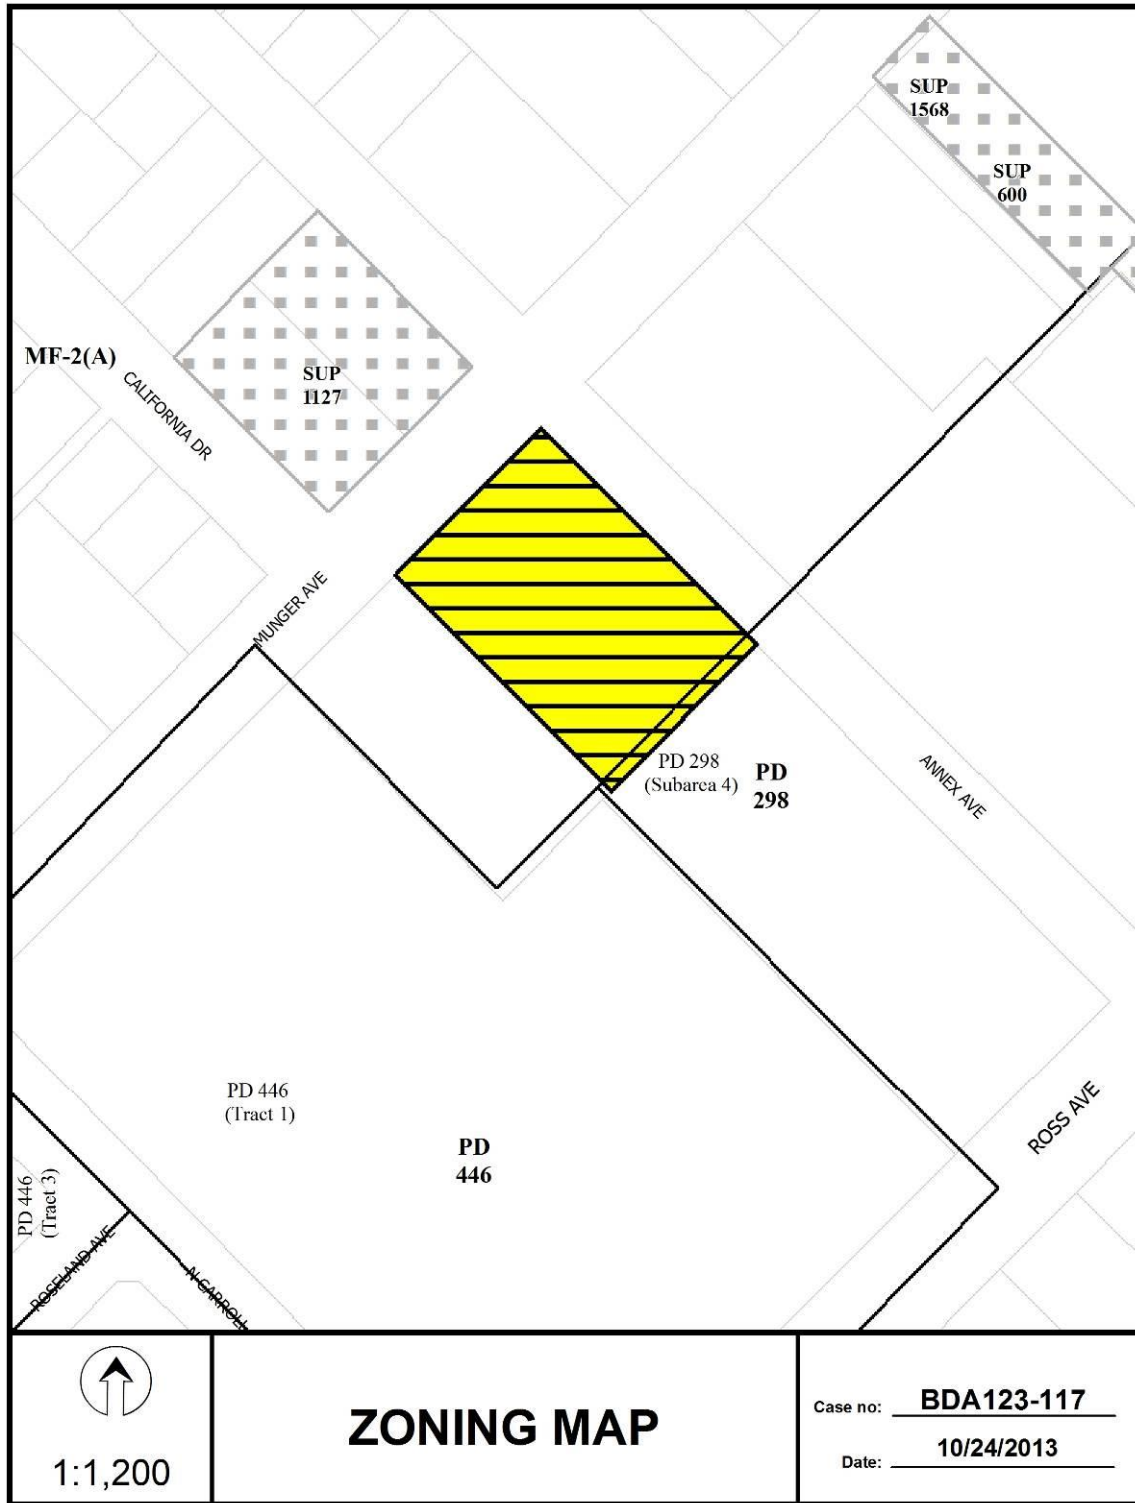 SUP
1568
SUP
600
MF-2(A)
CALIFORNIA DR
SUP
1127
MUNGER AVE
PD 298
(Subarea 4)
PD
298
ANNEX AVE
PD 446
(Tract 1)
PD
446
ROSS AVE
PD 446
(Tract 3)
ROSELAND AVE
N CARROLL
1:1,200
ZONING MAP
Case no: BDA123-117
Date: 10/24/2013